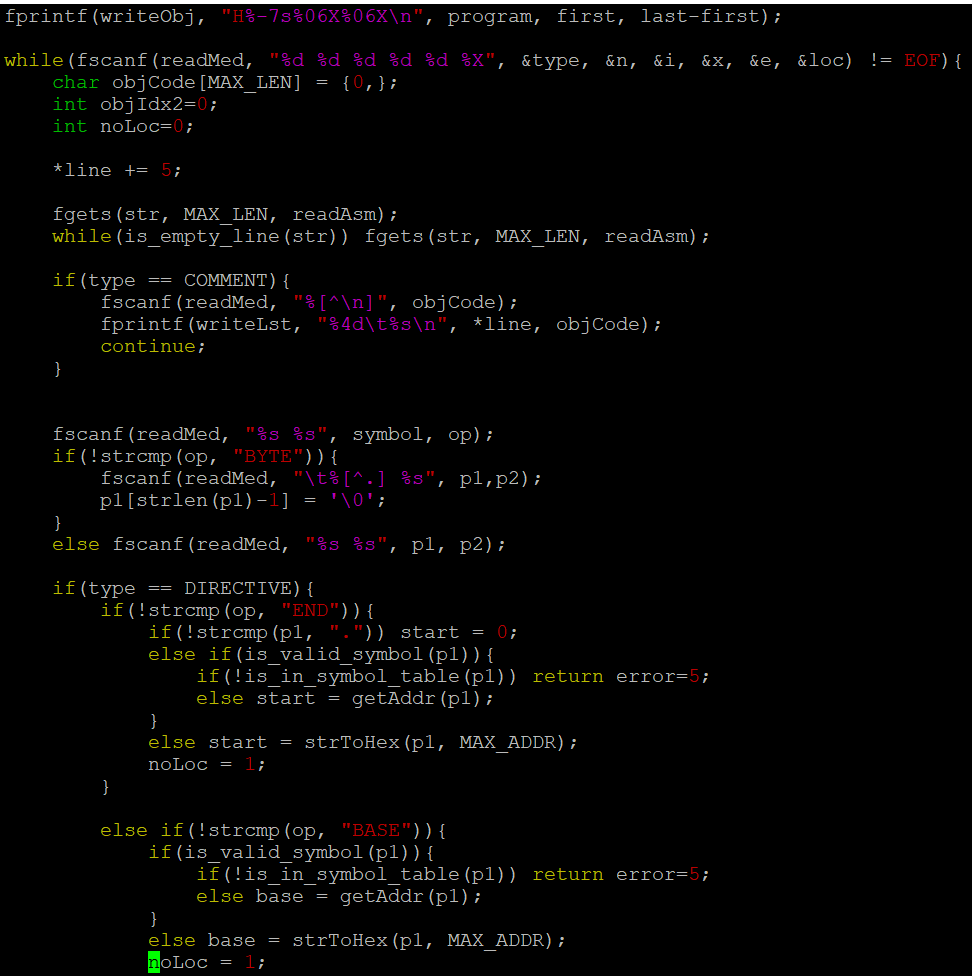 fprintf(writeObj, "H%-7s%06X%06X\n", program, first, last-first);

while(fscanf(readMed, "%d %d %d %d %d %X", &type, &n, &i, &x, &e, &loc) != EOF){
    char objCode[MAX_LEN] = {0,};
    int objIdx2=0;
    int noLoc=0;

    *line += 5;

    fgets(str, MAX_LEN, readAsm);
    while(is_empty_line(str)) fgets(str, MAX_LEN, readAsm);

    if(type == COMMENT){
        fscanf(readMed, "%[^\n]", objCode);
        fprintf(writeLst, "%4d\t%s\n", *line, objCode);
        continue;
    }


    fscanf(readMed, "%s %s", symbol, op);
    if(!strcmp(op, "BYTE")){
        fscanf(readMed, "\t%[^.] %s", p1,p2);
        p1[strlen(p1)-1] = '\0';
    }
    else fscanf(readMed, "%s %s", p1, p2);

    if(type == DIRECTIVE){
        if(!strcmp(op, "END")){
            if(!strcmp(p1, ".")) start = 0;
            else if(is_valid_symbol(p1)){
                if(!is_in_symbol_table(p1)) return error=5;
                else start = getAddr(p1);
            }
            else start = strToHex(p1, MAX_ADDR);
            noLoc = 1;
        }

        else if(!strcmp(op, "BASE")){
            if(is_valid_symbol(p1)){
                if(!is_in_symbol_table(p1)) return error=5;
                else base = getAddr(p1);
            }
            else base = strToHex(p1, MAX_ADDR);
            noLoc = 1;